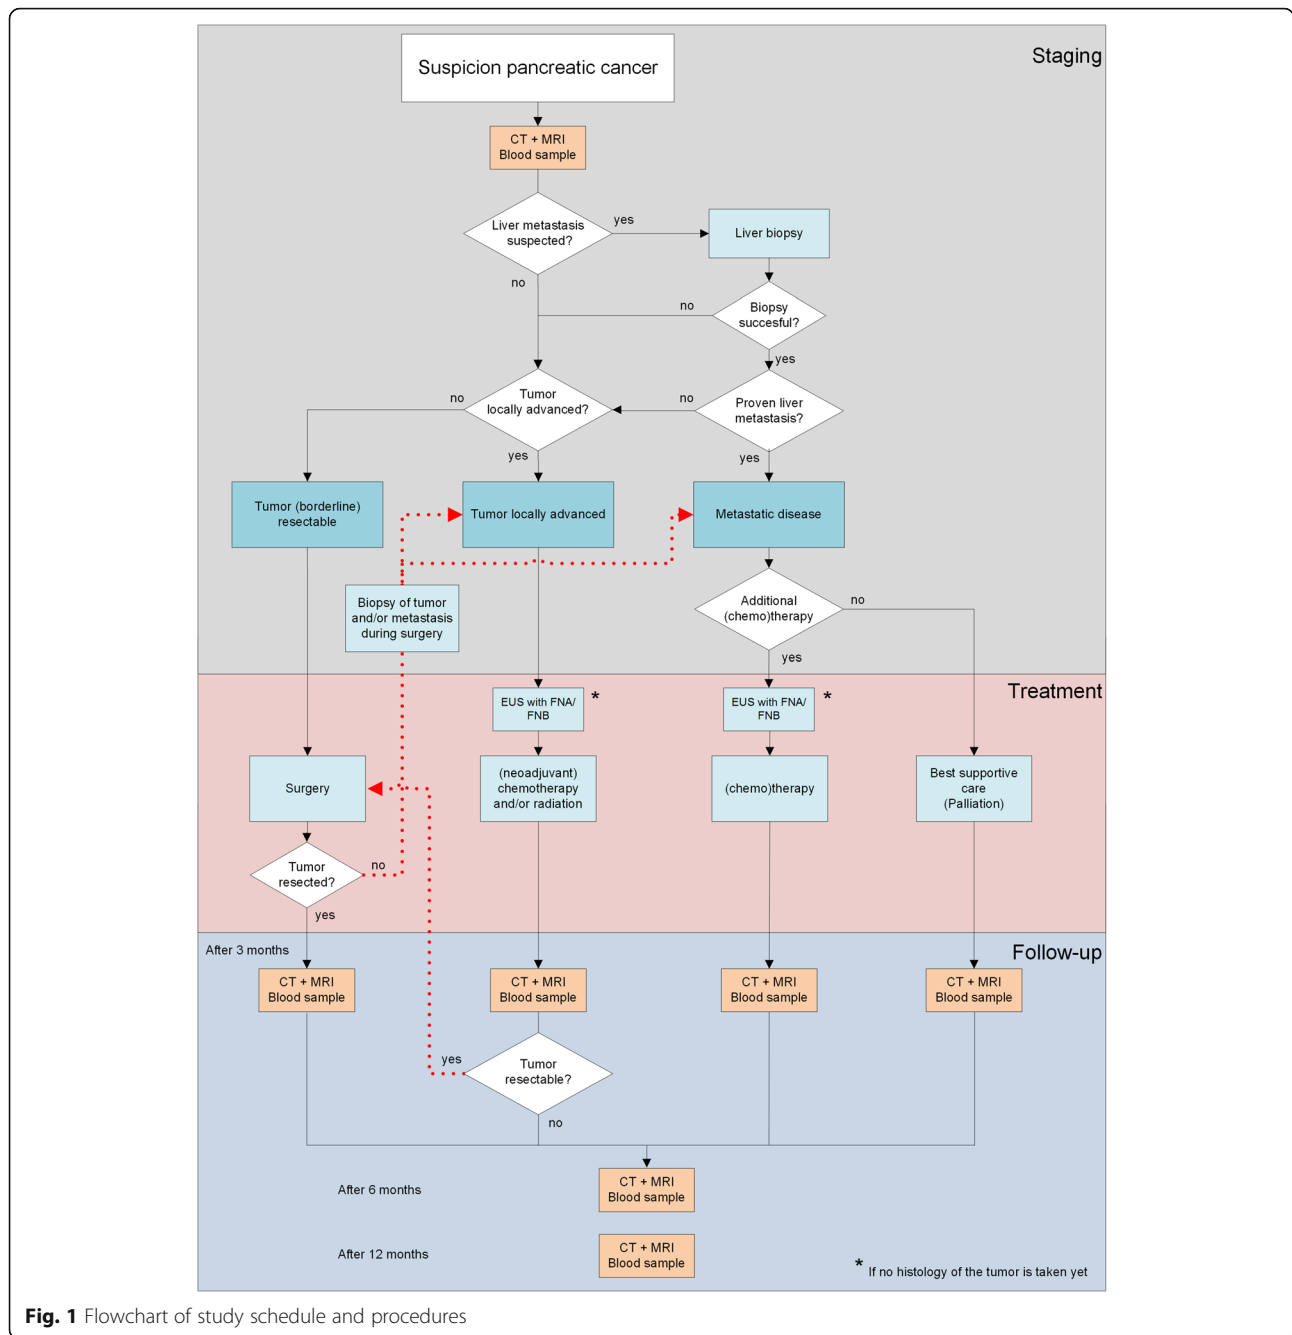 Staging
Suspicion pancreatic cancer
CT + MRI
Blood sample
Liver metastasis
suspected?
yes
Liver biopsy
no
no
Biopsy
succesful?
yes
no
Tumor
locally advanced?
no
Proven liver
metastasis?
yes
yes
Tumor (borderline)
resectable
Tumor locally advanced
Metastatic disease
Biopsy of tumor
and/or metastasis
during surgery
Additional
(chemo)therapy
no
yes
Treatment
EUS with FNA/
FNB
*
EUS with FNA/
FNB
*
Surgery
(neoadjuvant)
chemotherapy
and/or radiation
(chemo)therapy
Best supportive
care
(Palliation)
Tumor
resected?
no
yes
After 3 months
Follow-up
CT + MRI
Blood sample
CT + MRI
Blood sample
CT + MRI
Blood sample
CT + MRI
Blood sample
yes
Tumor
resectable?
no
After 6 months
CT + MRI
Blood sample
After 12 months
CT + MRI
Blood sample
* If no histology of the tumor is taken yet
Fig. 1 Flowchart of study schedule and procedures